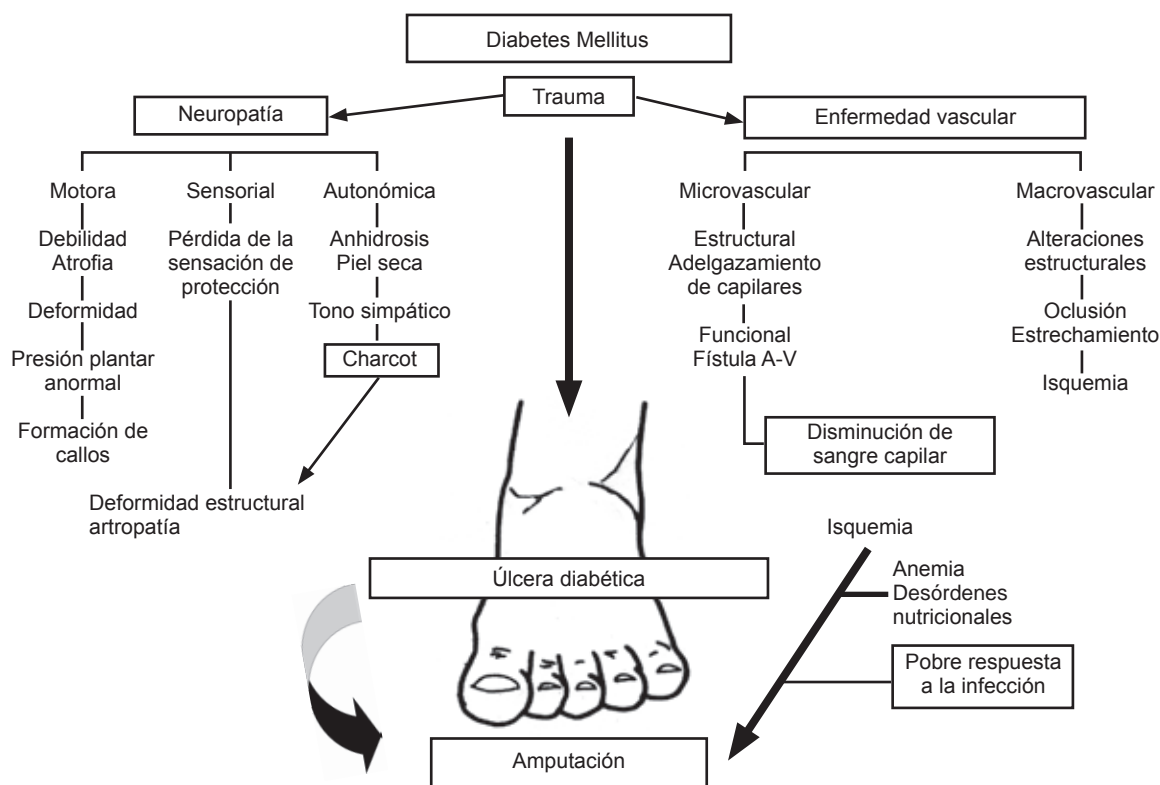 Diabetes Mellitus
Trauma
Neuropatía
Enfermedad vascular
Motora
Debilidad
Atrofia
Deformidad
Presión plantar
anormal
Formación de
callos
Sensorial
Pérdida de la
sensación de
protección
Autonómica
Anhidrosis
Piel seca
Tono simpático
Charcot
Deformidad estructural
artropatía
Microvascular
Estructural
Adelgazamiento
de capilares
Funcional
Fístula A-V
Disminución de
sangre capilar
Macrovascular
Alteraciones
estructurales
Oclusión
Estrechamiento
Isquemia
Isquemia
Anemia
Desórdenes
nutricionales
Pobre respuesta
a la infección
Úlcera diabética
Amputación